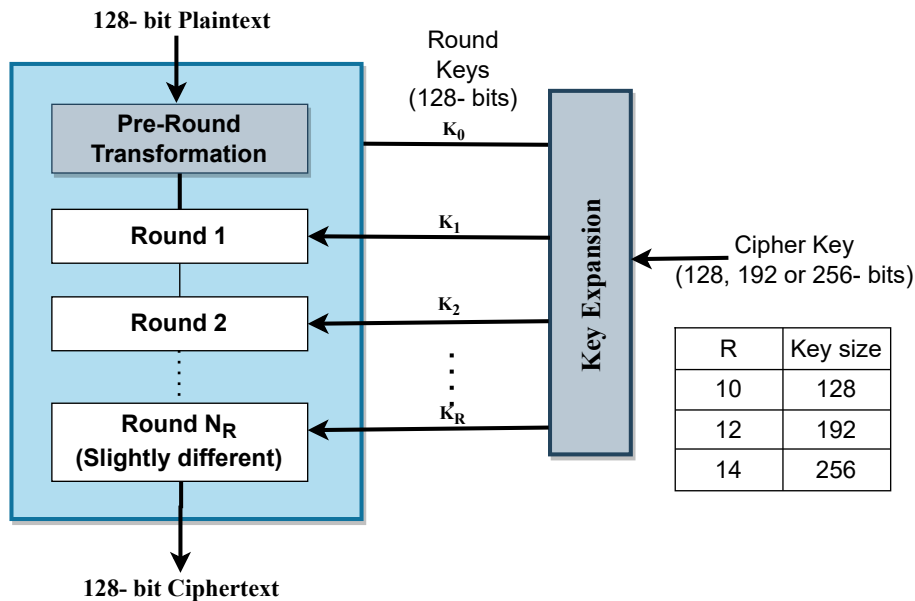 128- bit Plaintext
Round
Keys
(128- bits)
Pre-Round
Transformation
K0
Round 1
K1
Key Expansion
Cipher Key
(128, 192 or 256- bits)
Round 2
K2
R Key size
10 128
12 192
14 256
Round NR
(Slightly different)
KR
128- bit Ciphertext